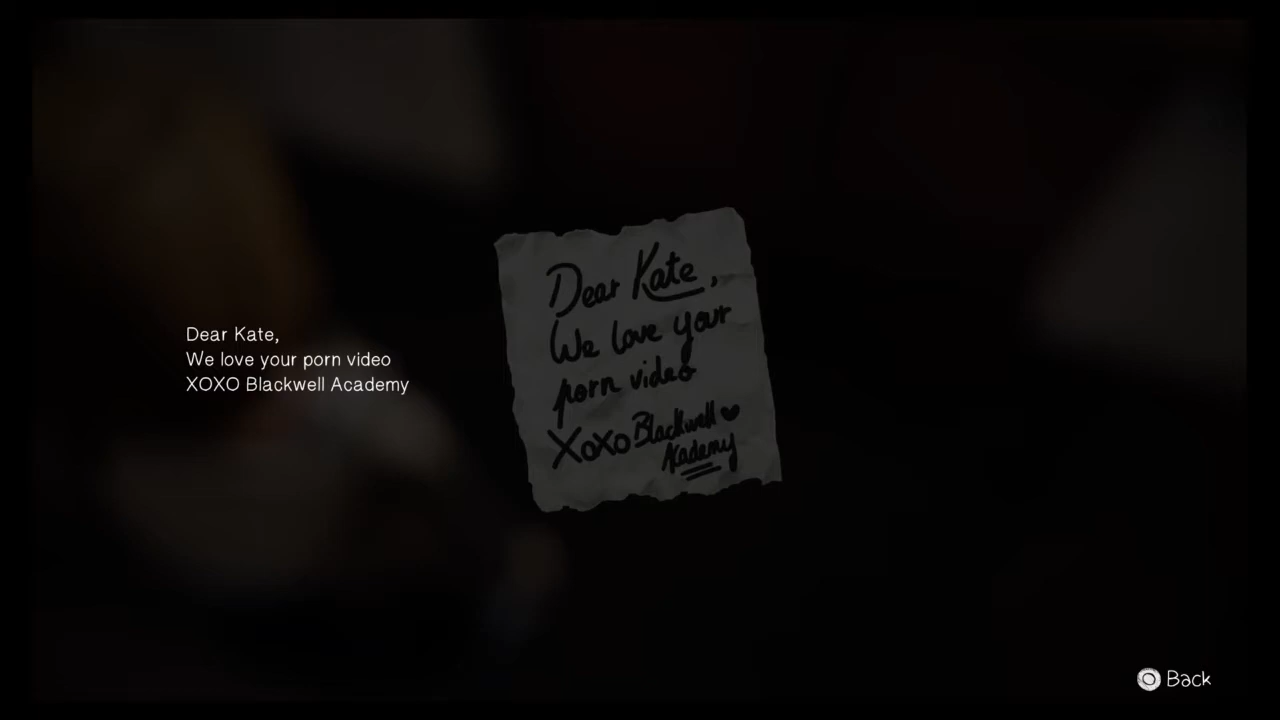 Dear Kate,
We love your porn video
XOXO Blackwell Academy
Dear Kate,
We love your
porn video
XoXo Blackwell
Academy
Back